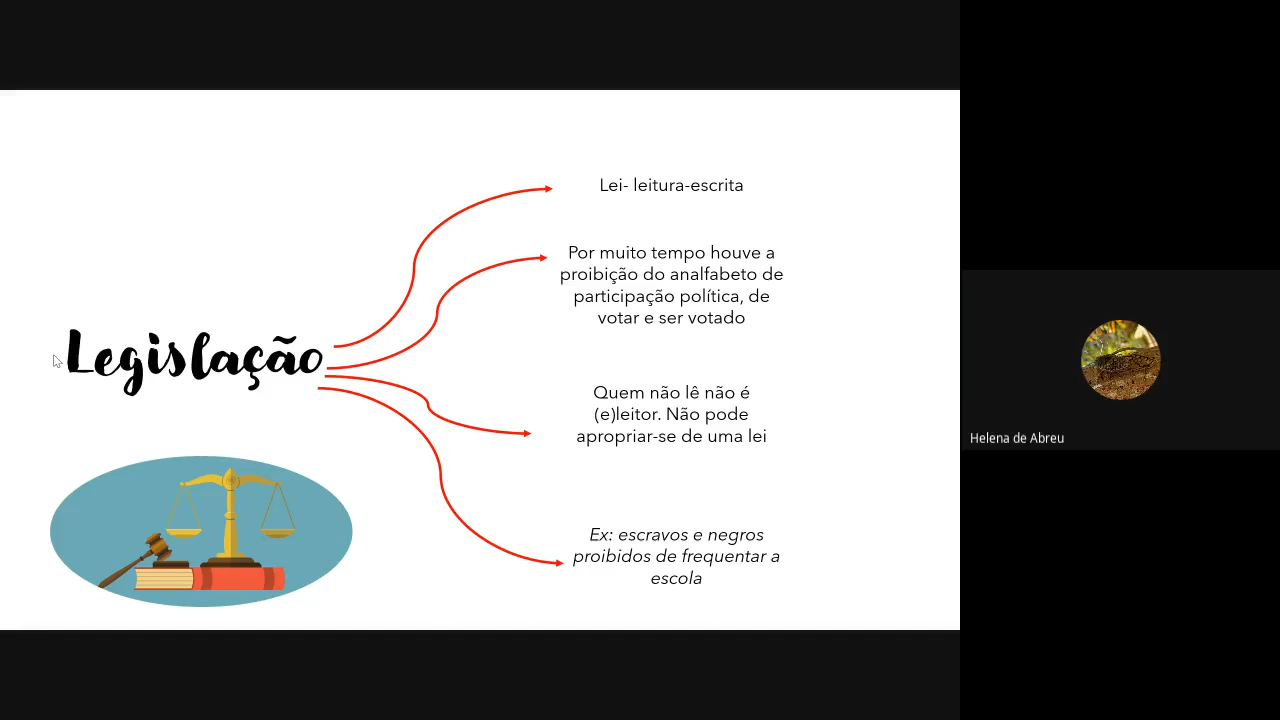 Legislação
Lei- leitura-escrita
Por muito tempo houve a
proibição do analfabeto de
participação política, de
votar e ser votado
Quem não lê não é
(e)leitor. Não pode
apropriar-se de uma lei
Ex: escravos e negros
proibidos de frequentar a
escola
Helena de Abreu